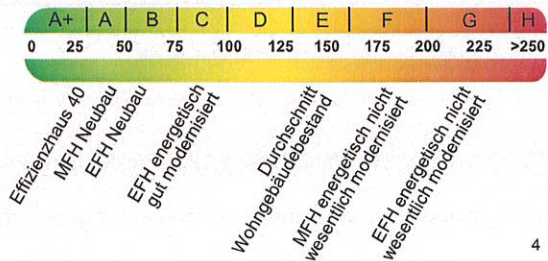 A+ A B C D E F G H
0 25 50 75 100 125 150 175 200 225 >250
Effizienzhaus 40
MFH Neubau
EFH Neubau
EFH energetisch
gut modernisiert
Durchschnitt
Wohngebäudebestand
MFH energetisch nicht
wesentlich modernisiert
EFH energetisch nicht
wesentlich modernisiert
4